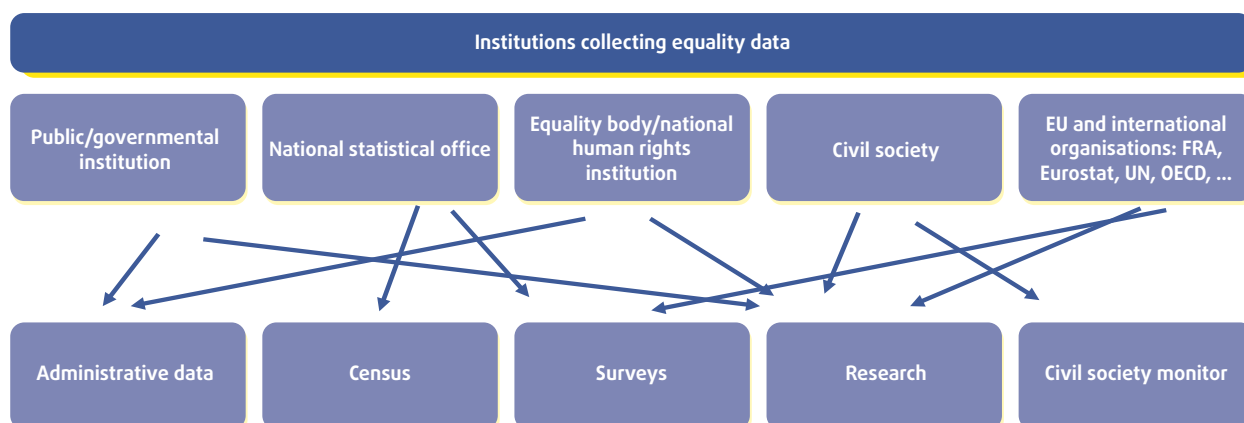 Institutions collecting equality data
Public/governmental
institution
National statistical office
Equality body/national
human rights
institution
Civil society
EU and international
organisations: FRA,
Eurostat, UN, OECD, ...
Administrative data
Census
Surveys
Research
Civil society monitor